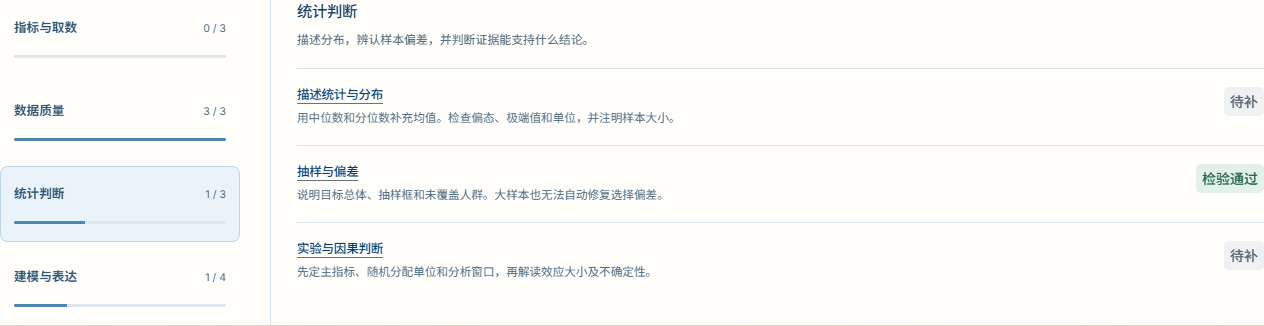 指标与取数 0 / 3
数据质量 3 / 3
统计判断 1 / 3
建模与表达 1 / 4
统计判断
描述分布，辨认样本偏差，并判断证据能支持什么结论。
描述统计与分布 待补
用中位数和分位数补充均值。检查偏态、极端值和单位，并注明样本大小。
抽样与偏差 检验通过
说明目标总体、抽样框和未覆盖人群。大样本也无法自动修复选择偏差。
实验与因果判断 待补
先定主指标、随机分配单位和分析窗口，再解读效应大小及不确定性。